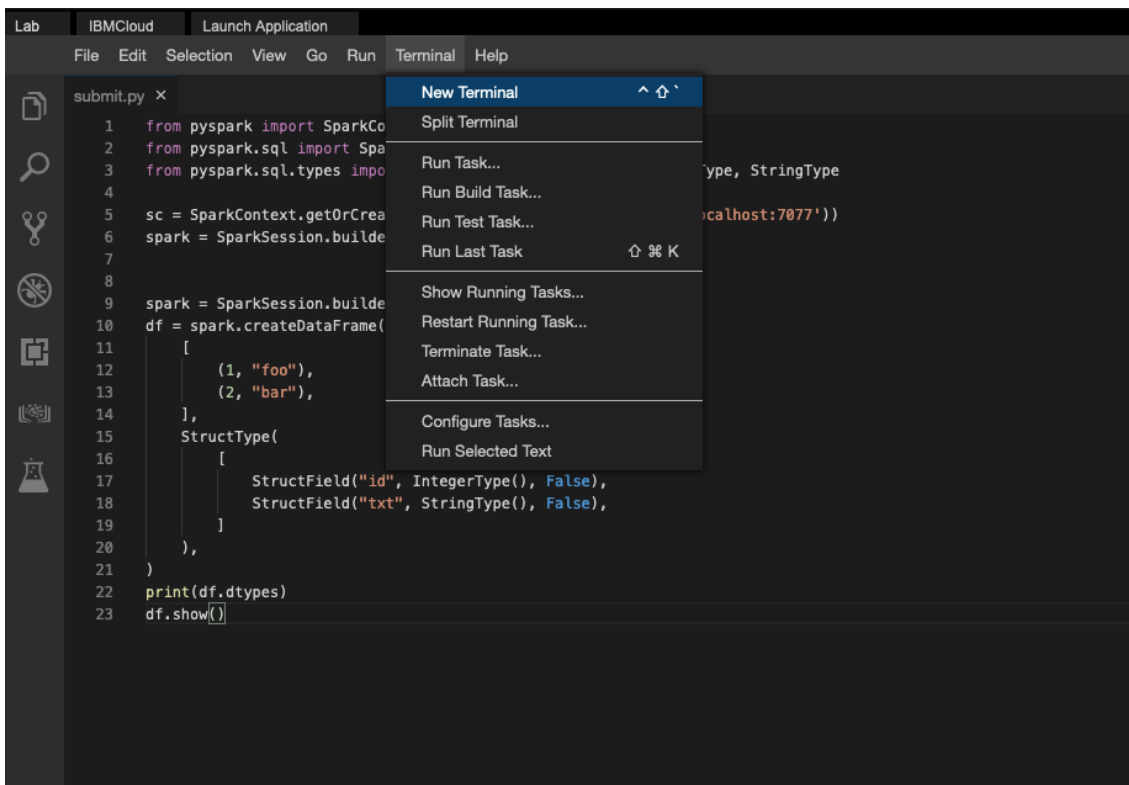 Lab IBMCloud Launch Application
File Edit Selection View Go Run Terminal Help
submit.py ×
New Terminal ^ ⇧ `
Split Terminal
Run Task...
Run Build Task...
Run Test Task...
Run Last Task ⇧ ⌘ K
Show Running Tasks...
Restart Running Task...
Terminate Task...
Attach Task...
Configure Tasks...
Run Selected Text
1 from pyspark import SparkCo
2 from pyspark.sql import Spa
3 from pyspark.sql.types impo ype, StringType
4
5 sc = SparkContext.getOrCrea calhost:7077'))
6 spark = SparkSession.builde
7
8
9 spark = SparkSession.builde
10 df = spark.createDataFrame(
11 [
12 (1, "foo"),
13 (2, "bar"),
14 ],
15 StructType(
16 [
17 StructField("id", IntegerType(), False),
18 StructField("txt", StringType(), False),
19 ]
20 ),
21 )
22 print(df.dtypes)
23 df.show()